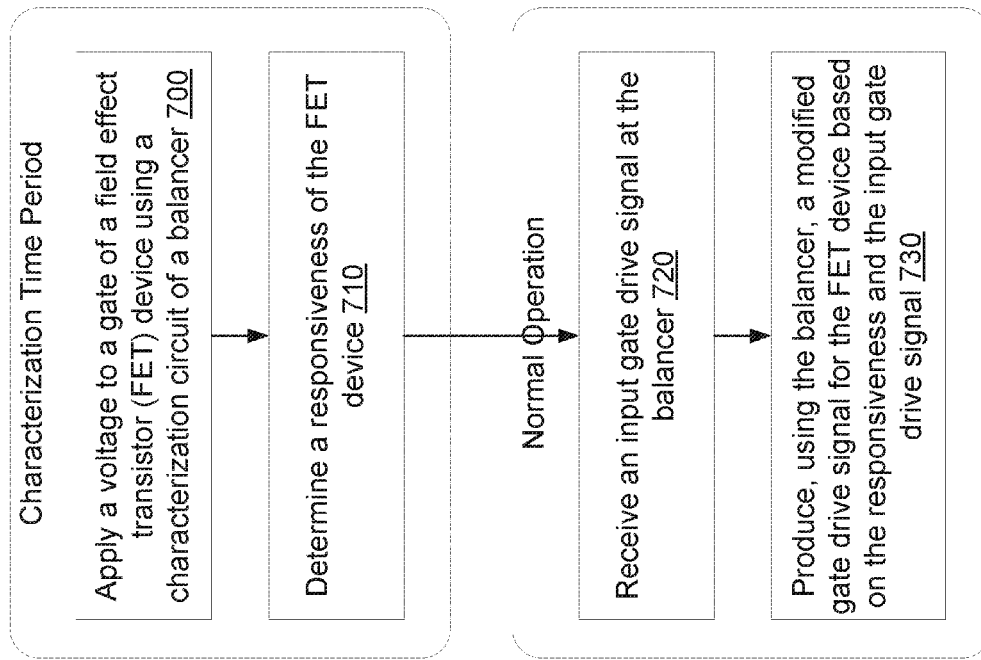 Characterization Time Period
Apply a voltage to a gate of a field effect
transistor (FET) device using a
characterization circuit of a balancer 700
Determine a responsiveness of the FET
device 710
Normal Operation
Receive an input gate drive signal at the
balancer 720
Produce, using the balancer, a modified
gate drive signal for the FET device based
on the responsiveness and the input gate
drive signal 730